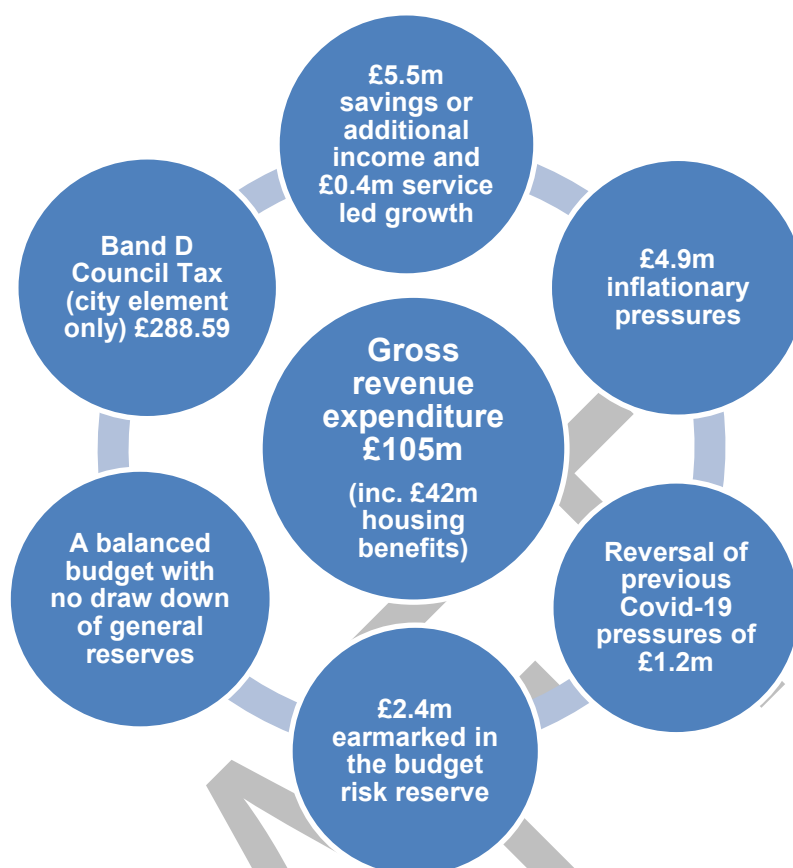 £5.5m
savings or
additional
income and
£0.4m service
led growth
£4.9m
inflationary
pressures
Reversal of
previous
Covid-19
pressures of
£1.2m
£2.4m
earmarked in
the budget
risk reserve
A balanced
budget with
no draw down
of general
reserves
Band D
Council Tax
(city element
only) £288.59
Gross
revenue
expenditure
£105m
(inc. £42m
housing
benefits)